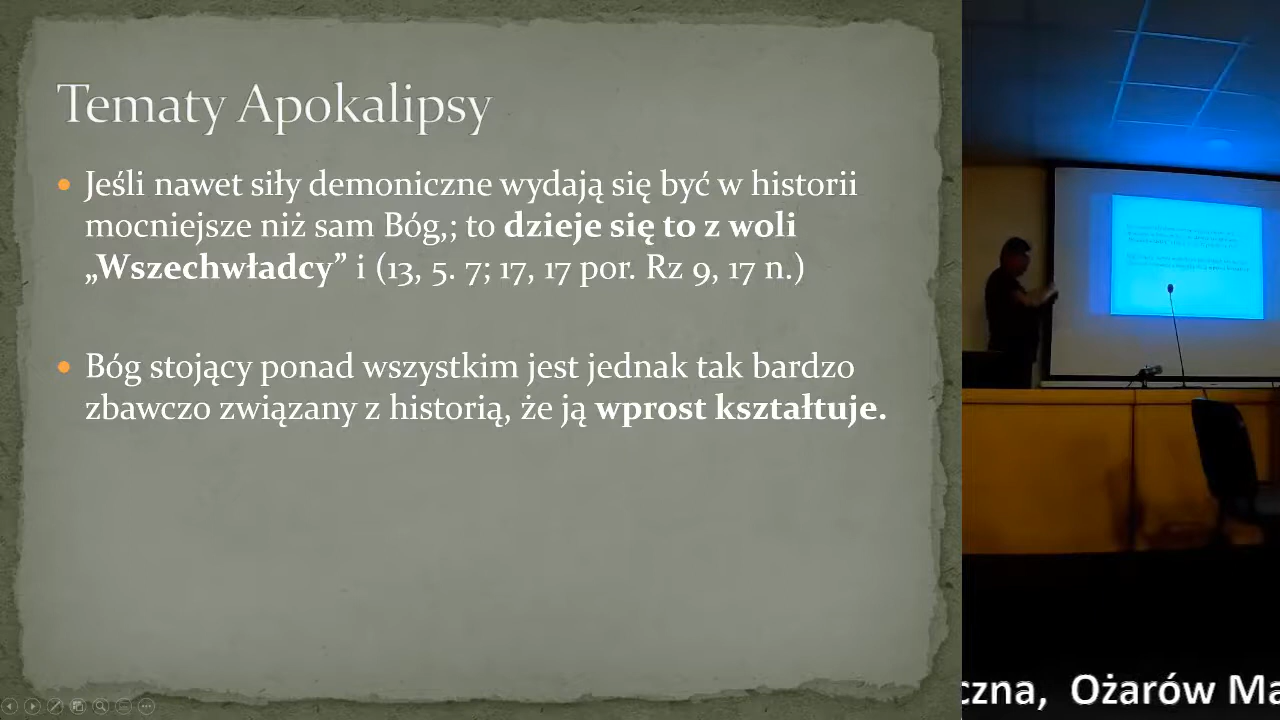 Tematy Apokalipsy
• Jeśli nawet siły demoniczne wydają się być w historii
mocniejsze niż sam Bóg,; to dzieje się to z woli
„Wszechwładcy” i (13, 5. 7; 17, 17 por. Rz 9, 17 n.)
• Bóg stojący ponad wszystkim jest jednak tak bardzo
zbawczo związany z historią, że ją wprost kształtuje.
czna, Ożarów Ma